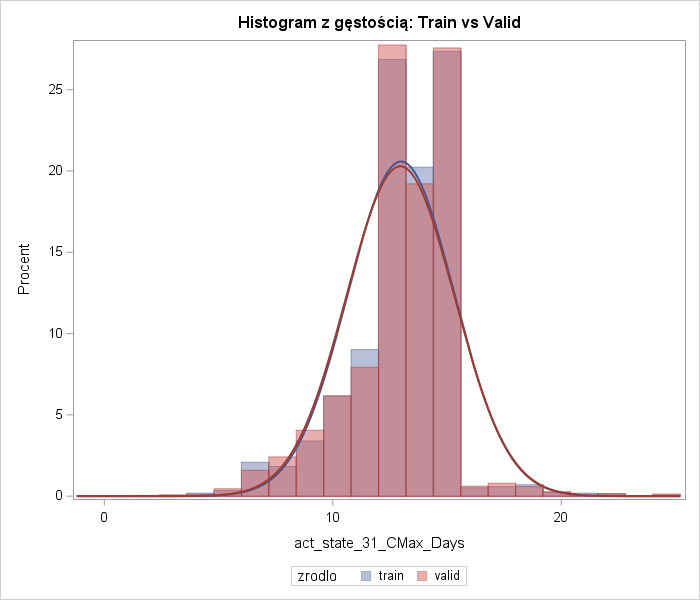 Histogram z gęstością: Train vs Valid
25
20
15
10
5
0
Procent
0 10 20
act_state_31_CMax_Days
zrodlo train valid